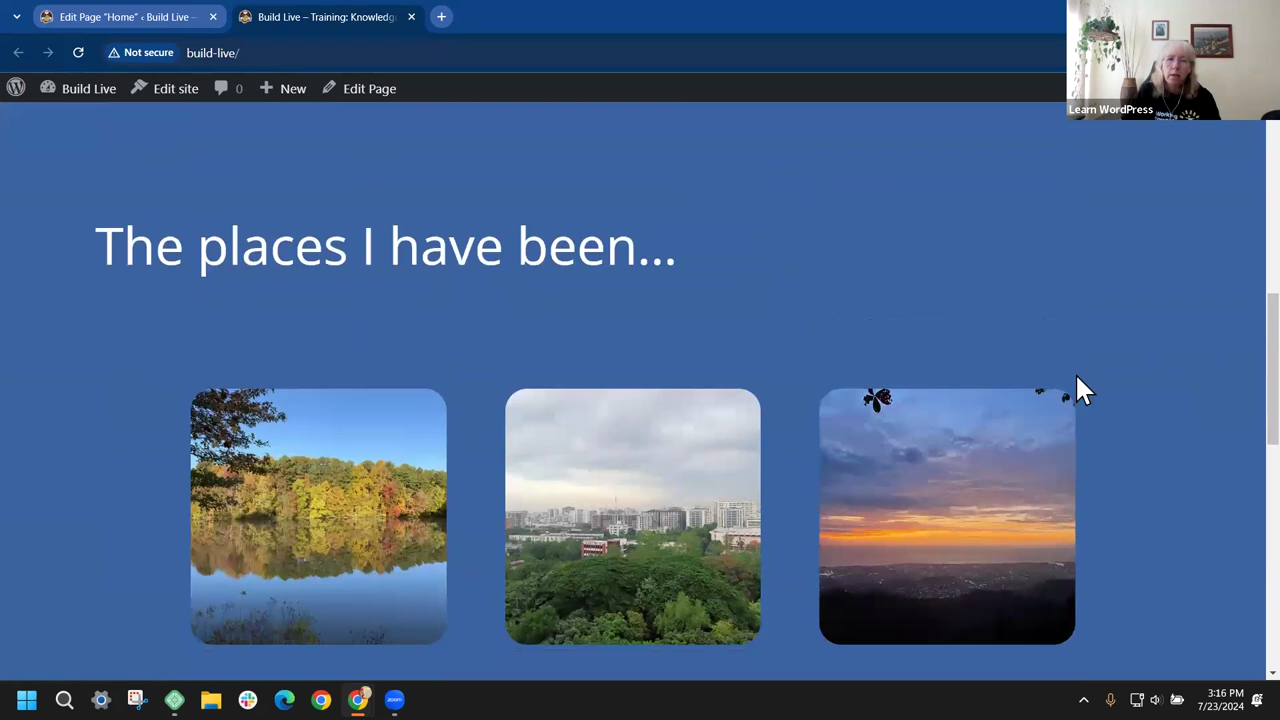 Edit Page "Home" ‹ Build Live –
Build Live – Training: Knowledg
Not secure
build-live/
Build Live
Edit site
0
New
Edit Page
Learn WordPress
The places I have been...
zoom
3:16 PM
7/23/2024